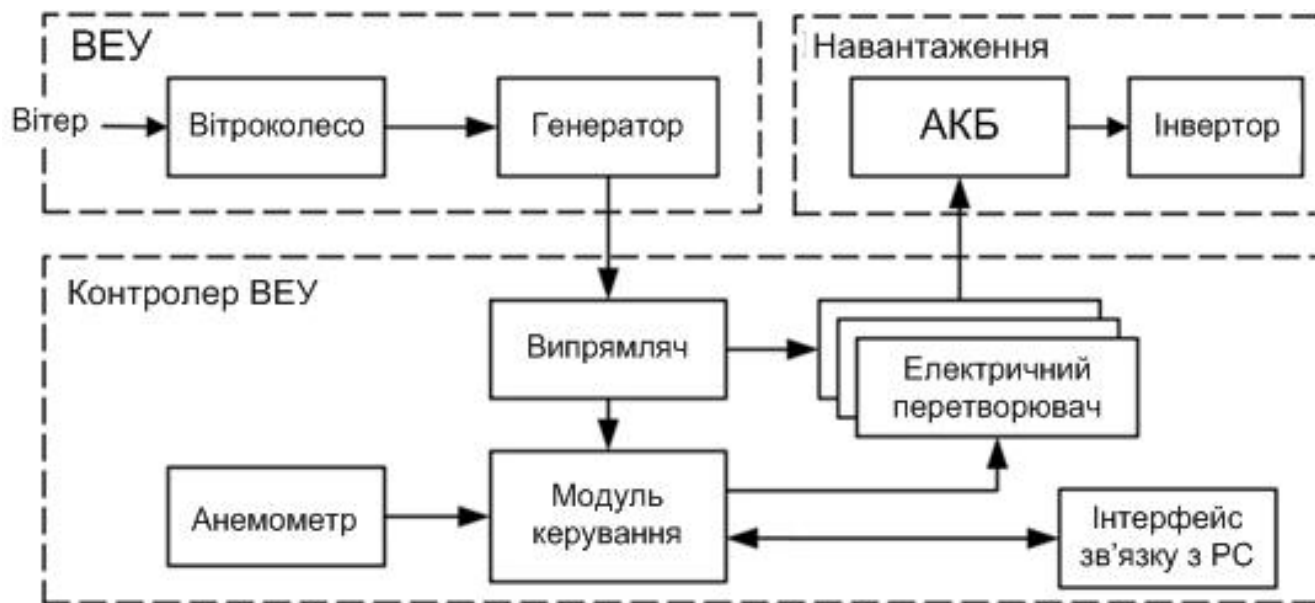 ВЕУ
Навантаження
Вітер
Вітроколесо
Генератор
АКБ
Інвертор
Контролер ВЕУ
Випрямляч
Електричний
перетворювач
Анемометр
Модуль
керування
Інтерфейс
зв’язку з PC